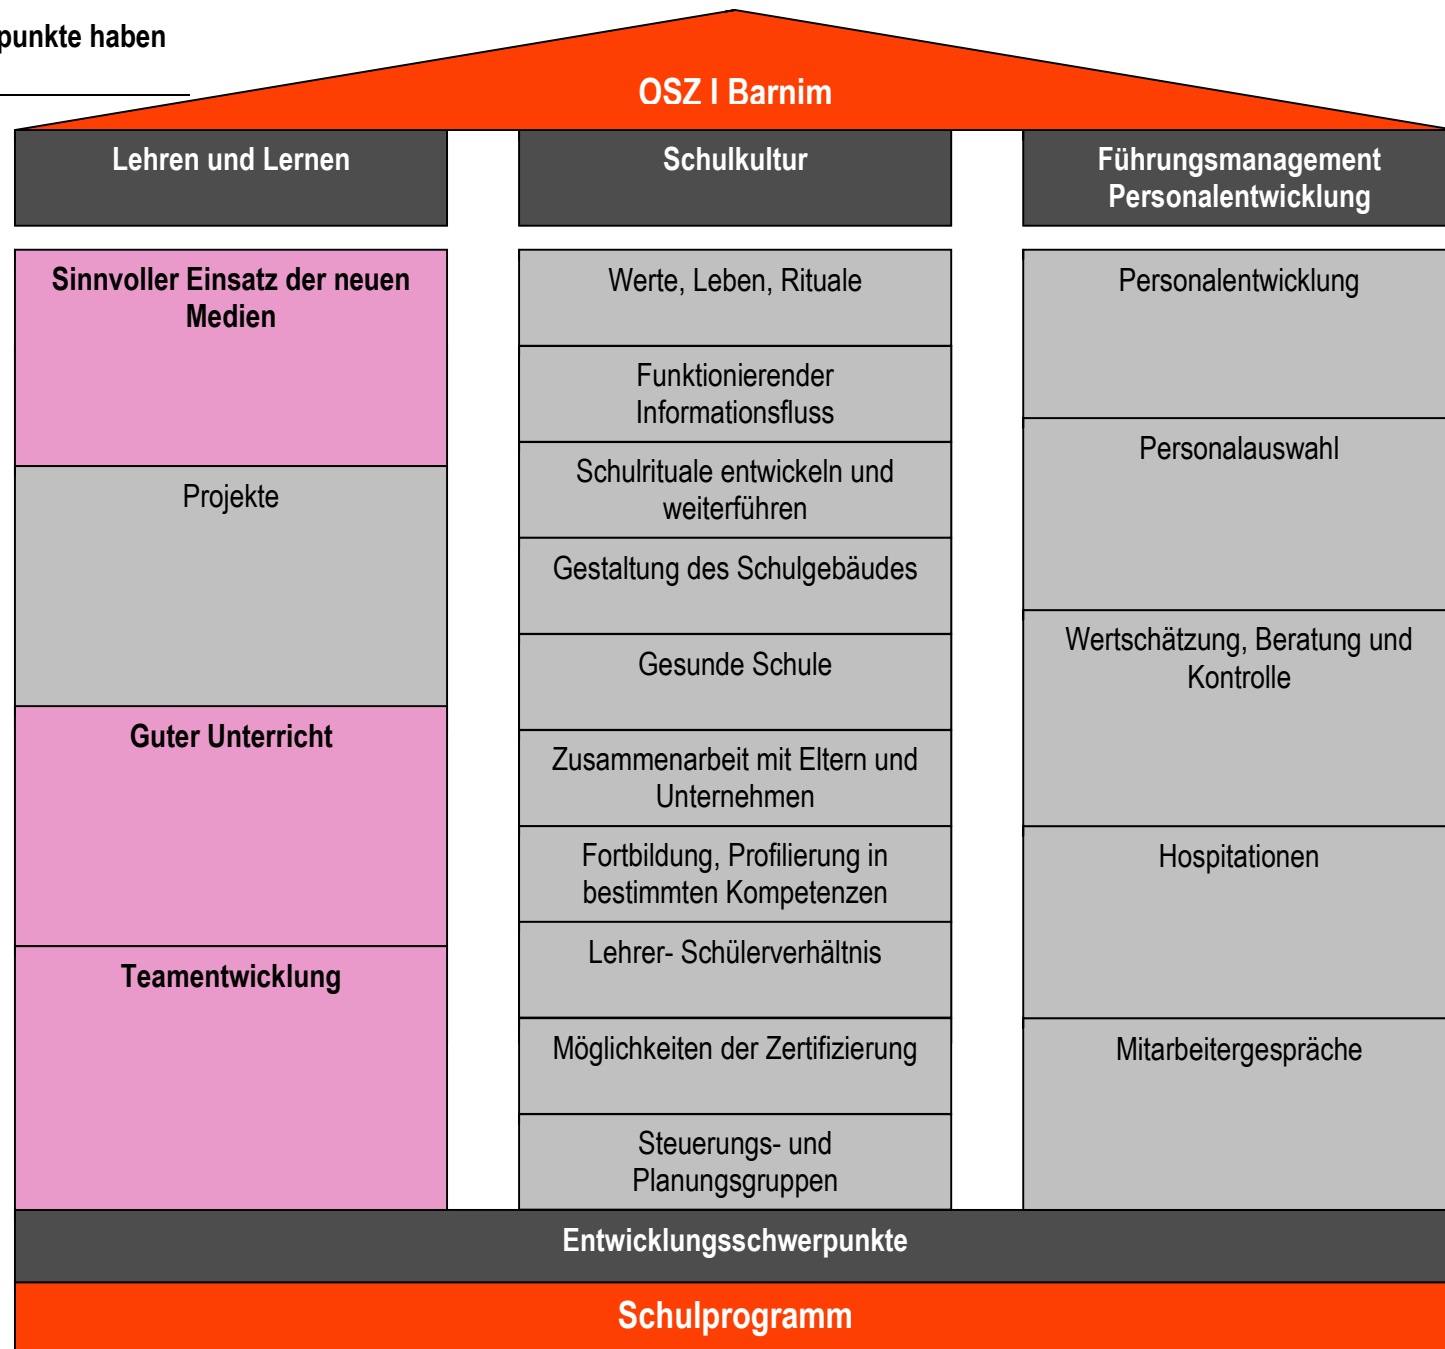 punkte haben
OSZ I Barnim
Lehren und Lernen
Sinnvoller Einsatz der neuen
Medien
Projekte
Guter Unterricht
Teamentwicklung
Schulkultur
Werte, Leben, Rituale
Funktionierender
Informationsfluss
Schulrituale entwickeln und
weiterführen
Gestaltung des Schulgebäudes
Gesunde Schule
Zusammenarbeit mit Eltern und
Unternehmen
Fortbildung, Profilierung in
bestimmten Kompetenzen
Lehrer- Schülerverhältnis
Möglichkeiten der Zertifizierung
Steuerungs- und
Planungsgruppen
Führungsmanagement
Personalentwicklung
Personalentwicklung
Personalauswahl
Wertschätzung, Beratung und
Kontrolle
Hospitationen
Mitarbeitergespräche
Entwicklungsschwerpunkte
Schulprogramm